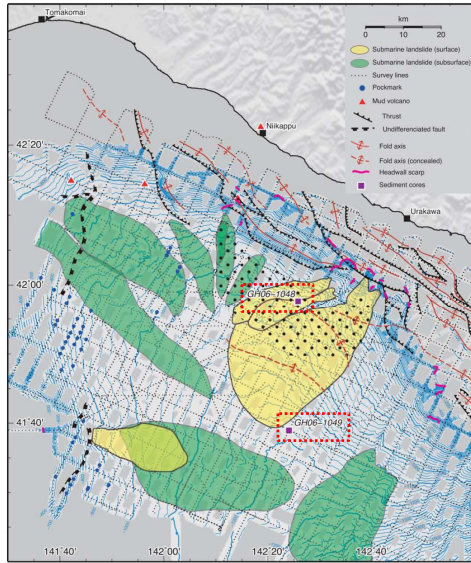 Tomakomai
km
0 10 20
Submarine landslide (surface)
Submarine landslide (subsurface)
Survey lines
Pockmark
Mud volcano
Thrust
Undifferenciated fault
Fold axis
Fold axis (concealed)
Headwall scarp
Sediment cores
Niikappu
42˚20'
Urakawa
42˚00'
GH06-1048
11˚40'
GH06-1049
141˚40' 142˚00' 142˚20' 142˚40'